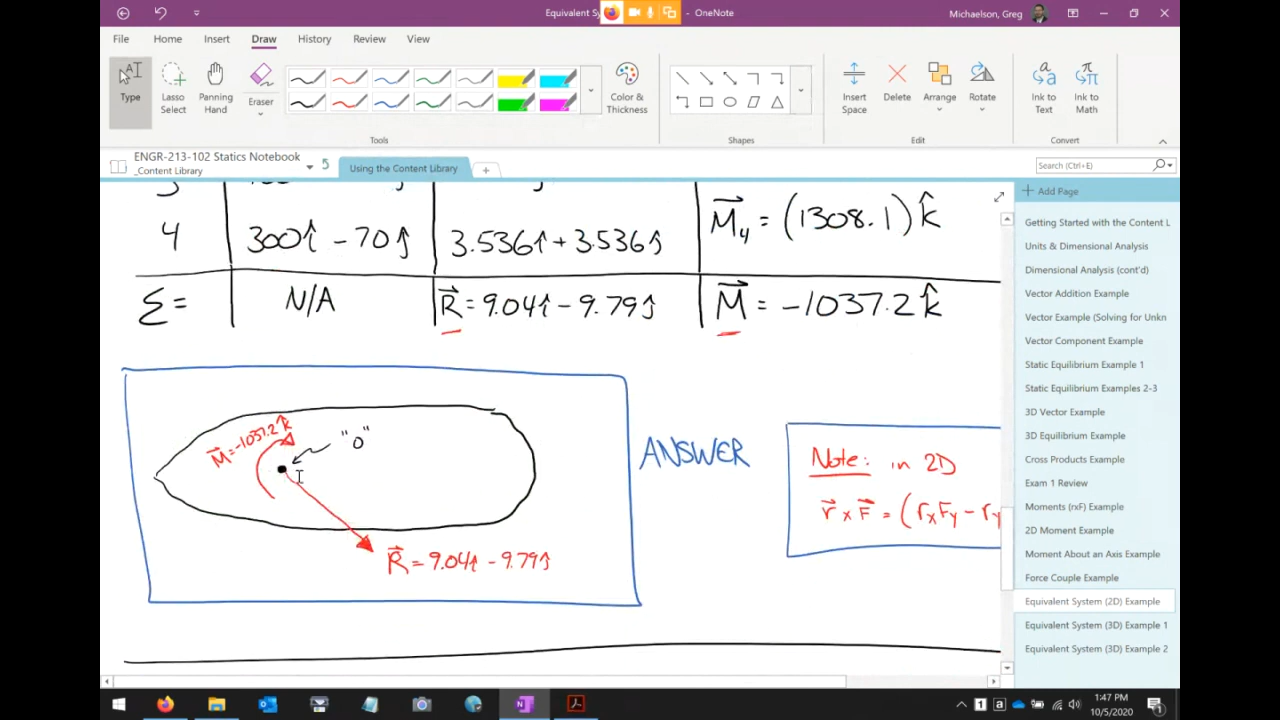 Equivalent Sy
OneNote
Michaelson, Greg
File Home Insert Draw History Review View
Type
Lasso Select
Panning Hand
Eraser
Color & Thickness
Insert Space
Delete
Arrange
Rotate
Ink to Text
Ink to Math
Tools
Shapes
Edit
Convert
ENGR-213-102 Statics Notebook
_Content Library
Using the Content Library
Search (Ctrl+E)
Add Page
Getting Started with the Content L
Units & Dimensional Analysis
Dimensional Analysis (cont'd)
Vector Addition Example
Vector Example (Solving for Unkn
Vector Component Example
Static Equilibrium Example 1
Static Equilibrium Examples 2-3
3D Vector Example
3D Equilibrium Example
Cross Products Example
Exam 1 Review
Moments (rxF) Example
2D Moment Example
Moment About an Axis Example
Force Couple Example
Equivalent System (2D) Example
Equivalent System (3D) Example 1
Equivalent System (3D) Example 2
4 300î - 70ĵ 3.536î + 3.536ĵ M⃗₄ = (1308.1) k̂
Σ = N/A R⃗ = 9.04î - 9.79ĵ M⃗ = -1037.2 k̂
M⃗ = -1037.2 k̂
"O"
R⃗ = 9.04î - 9.79ĵ
ANSWER
Note: in 2D
r⃗ x F⃗ = (rxFy - ry
1:47 PM
10/5/2020